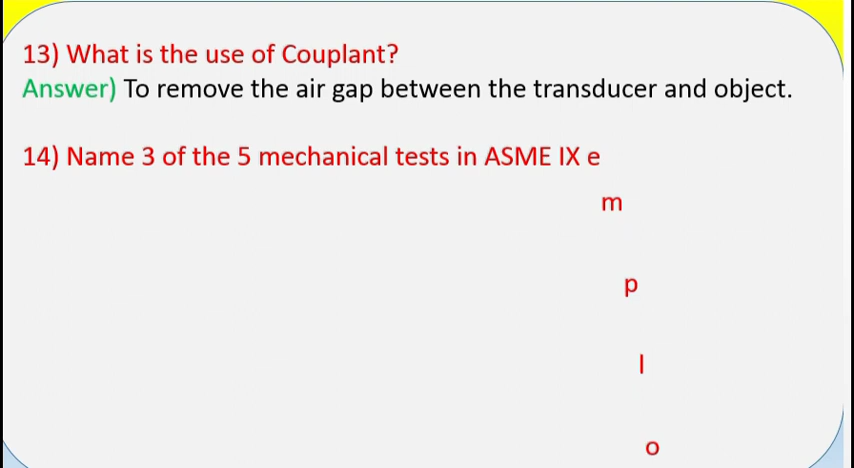 13) What is the use of Couplant?
Answer) To remove the air gap between the transducer and object.
14) Name 3 of the 5 mechanical tests in ASME IX e
m
p
l
o